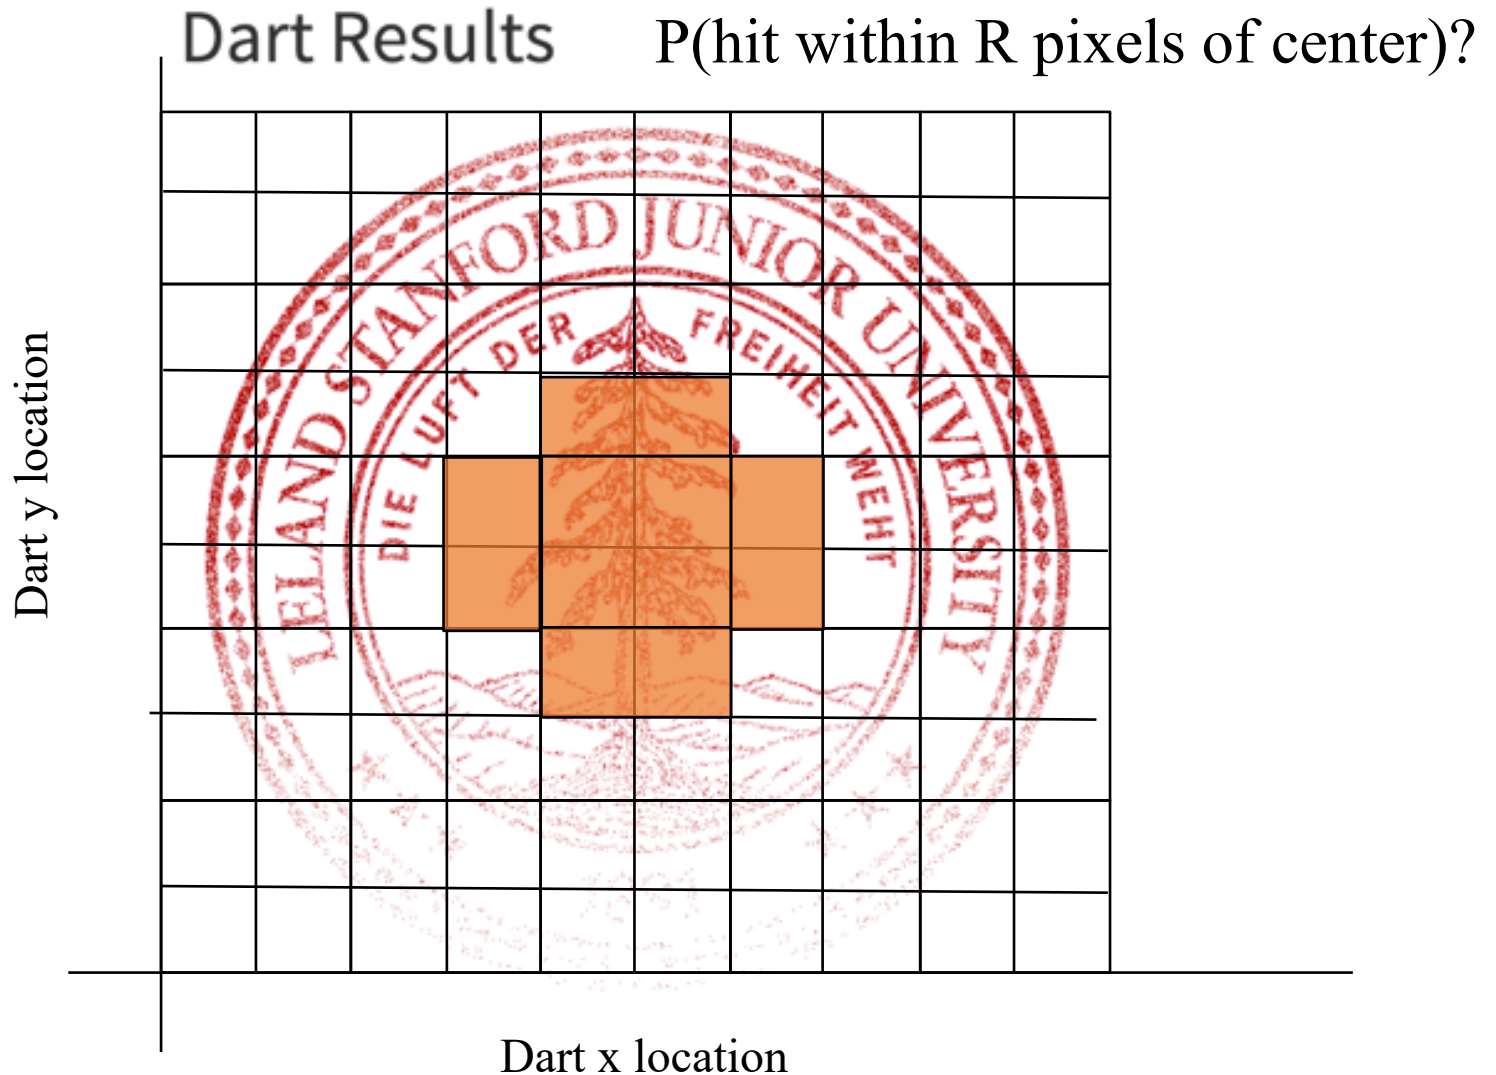 Dart Results
P(hit within R pixels of center)?
LELAND STANFORD JUNIOR UNIVERSITY
DIE LUFT DER FREIHEIT WEHT
Dart y location
Dart x location